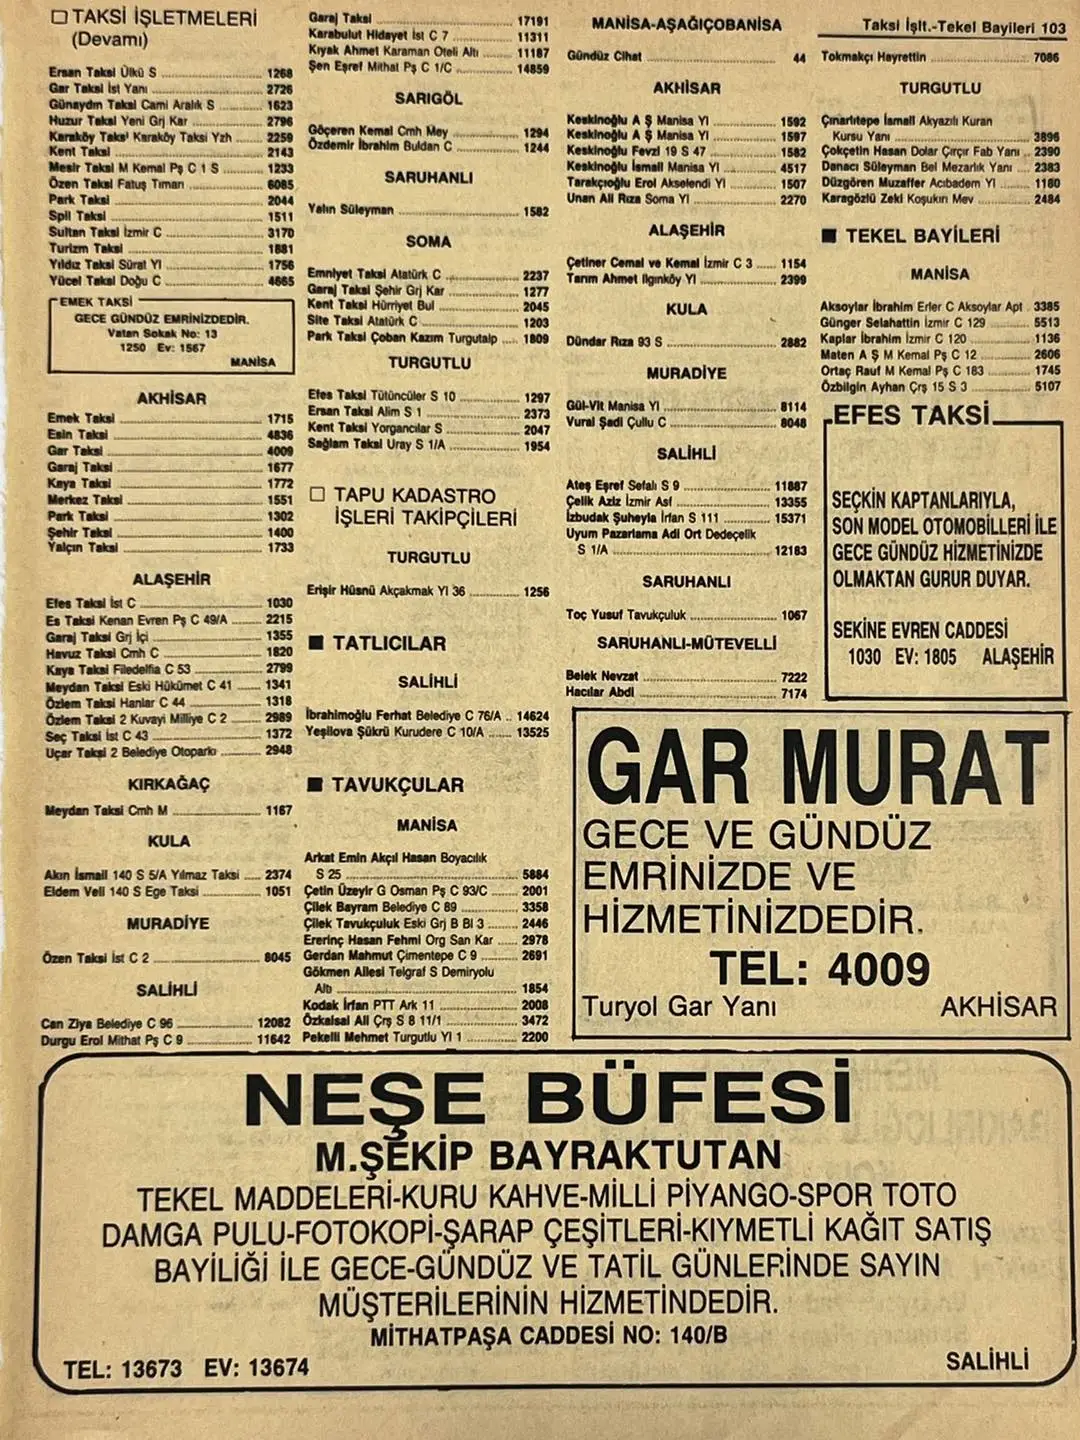 Taksi İşlt.-Tekel Bayileri 103
☐ TAKSİ İŞLETMELERİ
(Devamı)
Ersan Taksi Ülkü S 1268
Gar Taksi İst Yanı 2726
Günaydın Taksi Cami Aralık S 1623
Huzur Taksi Yeni Grj Kar 2796
Karaköy Taksi Karaköy Taksi Yzh 2259
Kent Taksi 2143
Mesir Taksi M Kemal Pş C 1 S 1233
Özen Taksi Fatuş Tıman 6085
Park Taksi 2044
Spil Taksi 1511
Sultan Taksi İzmir C 3170
Turizm Taksi 1881
Yıldız Taksi Sürat Yl 1756
Yücel Taksi Doğu C 4665
EMEK TAKSİ
GECE GÜNDÜZ EMRİNİZDEDİR.
Vatan Sokak No: 13
1250 Ev: 1567
MANİSA
AKHİSAR
Emek Taksi 1715
Esin Taksi 4836
Gar Taksi 4009
Garaj Taksi 1677
Kaya Taksi 1772
Merkez Taksi 1551
Park Taksi 1302
Şehir Taksi 1400
Yalçın Taksi 1733
ALAŞEHİR
Efes Taksi İst C 1030
Es Taksi Kenan Evren Pş C 49/A 2215
Garaj Taksi Grj İçi 1355
Havuz Taksi Cmh C 1820
Kaya Taksi Filedelfia C 53 2799
Meydan Taksi Eski Hükümet C 41 1341
Özlem Taksi Hanlar C 44 1318
Özlem Taksi 2 Kuvayi Milliye C 2 2989
Seç Taksi İst C 43 1372
Uçar Taksi 2 Belediye Otoparkı 2948
KIRKAĞAÇ
Meydan Taksi Cmh M 1167
KULA
Akın İsmail 140 S 5/A Yılmaz Taksi 2374
Eldem Veli 140 S Ege Taksi 1051
MURADİYE
Özen Taksi İst C 2 8045
SALİHLİ
Can Ziya Belediye C 96 12082
Durgu Erol Mithat Pş C 9 11642
Garaj Taksi 17191
Karabulut Hidayet İst C 7 11311
Kıyak Ahmet Karaman Oteli Altı 11187
Şen Eşref Mithat Pş C 1/C 14859
SARIGÖL
Göçeren Kemal Cmh Mey 1294
Özdemir İbrahim Buldan C 1244
SARUHANLI
Yalın Süleyman 1582
SOMA
Emniyet Taksi Atatürk C 2237
Garaj Taksi Şehir Grj Kar 1277
Kent Taksi Hürriyet Bul 2045
Site Taksi Atatürk C 1203
Park Taksi Çoban Kazım Turgutalp 1809
TURGUTLU
Efes Taksi Tütüncüler S 10 1297
Ersan Taksi Alim S 1 2373
Kent Taksi Yorgancılar S 2047
Sağlam Taksi Uray S 1/A 1954
☐ TAPU KADASTRO
İŞLERİ TAKİPÇİLERİ
TURGUTLU
Erişir Hüsnü Akçakmak Yl 36 1256
■ TATLICILAR
SALİHLİ
İbrahimoğlu Ferhat Belediye C 76/A 14624
Yeşilova Şükrü Kurudere C 10/A 13525
■ TAVUKÇULAR
MANİSA
Arkat Emin Akçıl Hasan Boyacılık
S 25 5884
Çetin Üzeyir G Osman Pş C 93/C 2001
Çilek Bayram Belediye C 89 3358
Çilek Tavukçuluk Eski Grj B Bl 3 2446
Ererinç Hasan Fehmi Org San Kar 2978
Gerdan Mahmut Çimentepe C 9 2691
Gökmen Ailesi Telgraf S Demiryolu
Altı 1854
Kodak İrfan PTT Ark 11 2008
Özkaisal Ali Çrş S 8 11/1 3472
Pekelli Mehmet Turgutlu Yl 1 2200
MANİSA-AŞAĞIÇOBANİSA
Gündüz Cihat 44
AKHİSAR
Keskinoğlu A Ş Manisa Yl 1592
Keskinoğlu A Ş Manisa Yl 1597
Keskinoğlu Fevzi 19 S 47 1582
Keskinoğlu İsmail Manisa Yl 4517
Tarakçıoğlu Erol Akselendi Yl 1507
Unan Ali Rıza Soma Yl 2270
ALAŞEHİR
Çetiner Cemal ve Kemal İzmir C 3 1154
Tarım Ahmet Ilgınköy Yl 2399
KULA
Dündar Rıza 93 S 2882
MURADİYE
Gül-Vit Manisa Yl 8114
Vural Şadi Çullu C 8048
SALİHLİ
Ateş Eşref Sefalı S 9 11887
Çelik Aziz İzmir Asf 13355
İzbudak Şuheyla İrfan S 111 15371
Uyum Pazarlama Adi Ort Dedeçelik
S 1/A 12183
SARUHANLI
Toç Yusuf Tavukçuluk 1067
SARUHANLI-MÜTEVELLİ
Belek Nevzat 7222
Hacılar Abdi 7174
Tokmakçı Hayrettin 7086
TURGUTLU
Çınarlıtepe İsmail Akyazılı Kuran
Kursu Yanı 3896
Çokçetin Hasan Dolar Çırçır Fab Yanı 2390
Danacı Süleyman Bel Mezarlık Yanı 2383
Düzgören Muzaffer Acıbadem Yl 1180
Karagözlü Zeki Koşukırı Mev 2484
■ TEKEL BAYİLERİ
MANİSA
Aksoylar İbrahim Erler C Aksoylar Apt 3385
Günger Selahattin İzmir C 129 5513
Kaplar İbrahim İzmir C 120 1136
Maten A Ş M Kemal Pş C 12 2606
Ortaç Rauf M Kemal Pş C 183 1745
Özbilgin Ayhan Çrş 15 S 3 5107
EFES TAKSİ
SEÇKİN KAPTANLARIYLA,
SON MODEL OTOMOBİLLERİ İLE
GECE GÜNDÜZ HİZMETİNİZDE
OLMAKTAN GURUR DUYAR.
SEKİNE EVREN CADDESİ
1030 EV: 1805 ALAŞEHİR
GAR MURAT
GECE VE GÜNDÜZ
EMRİNİZDE VE
HİZMETİNİZDEDİR.
TEL: 4009
Turyol Gar Yanı AKHİSAR
NEŞE BÜFESİ
M.ŞEKİP BAYRAKTUTAN
TEKEL MADDELERİ-KURU KAHVE-MİLLİ PİYANGO-SPOR TOTO
DAMGA PULU-FOTOKOPİ-ŞARAP ÇEŞİTLERİ-KIYMETLİ KAĞIT SATIŞ
BAYİLİĞİ İLE GECE-GÜNDÜZ VE TATİL GÜNLERİNDE SAYIN
MÜŞTERİLERİNİN HİZMETİNDEDİR.
MİTHATPAŞA CADDESİ NO: 140/B
TEL: 13673 EV: 13674 SALİHLİ